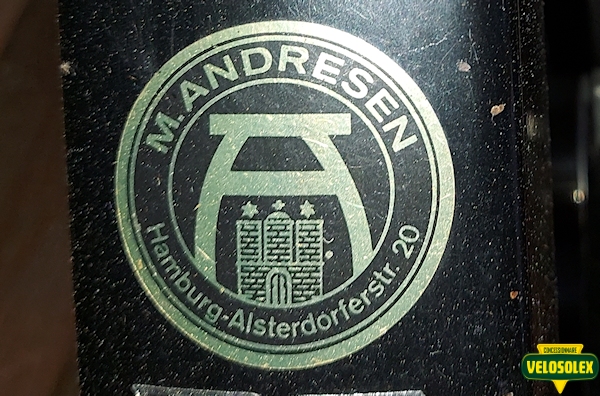 M. ANDRESEN
Hamburg-Alsterdorferstr. 20
CONCESSIONNAIRE
VELOSOLEX